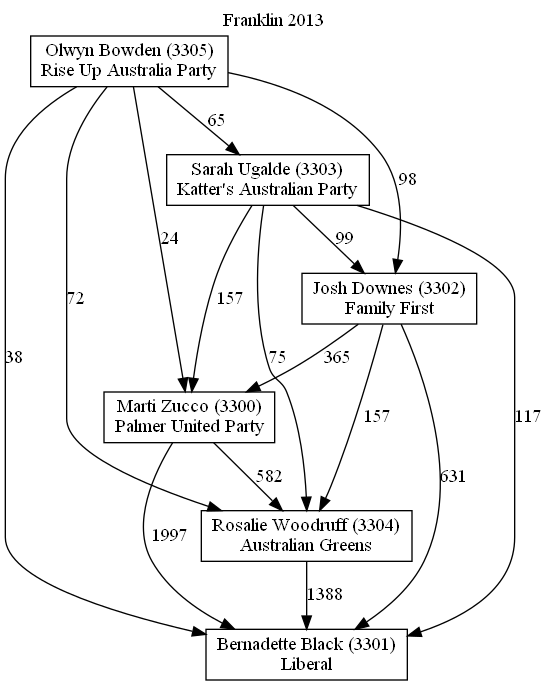 Franklin 2013
Olwyn Bowden (3305)
Rise Up Australia Party
65
Sarah Ugalde (3303)
Katter's Australian Party
98
24
99
Josh Downes (3302)
Family First
72
157
38
75
365
157
117
Marti Zucco (3300)
Palmer United Party
582
631
Rosalie Woodruff (3304)
Australian Greens
1997
1388
Bernadette Black (3301)
Liberal